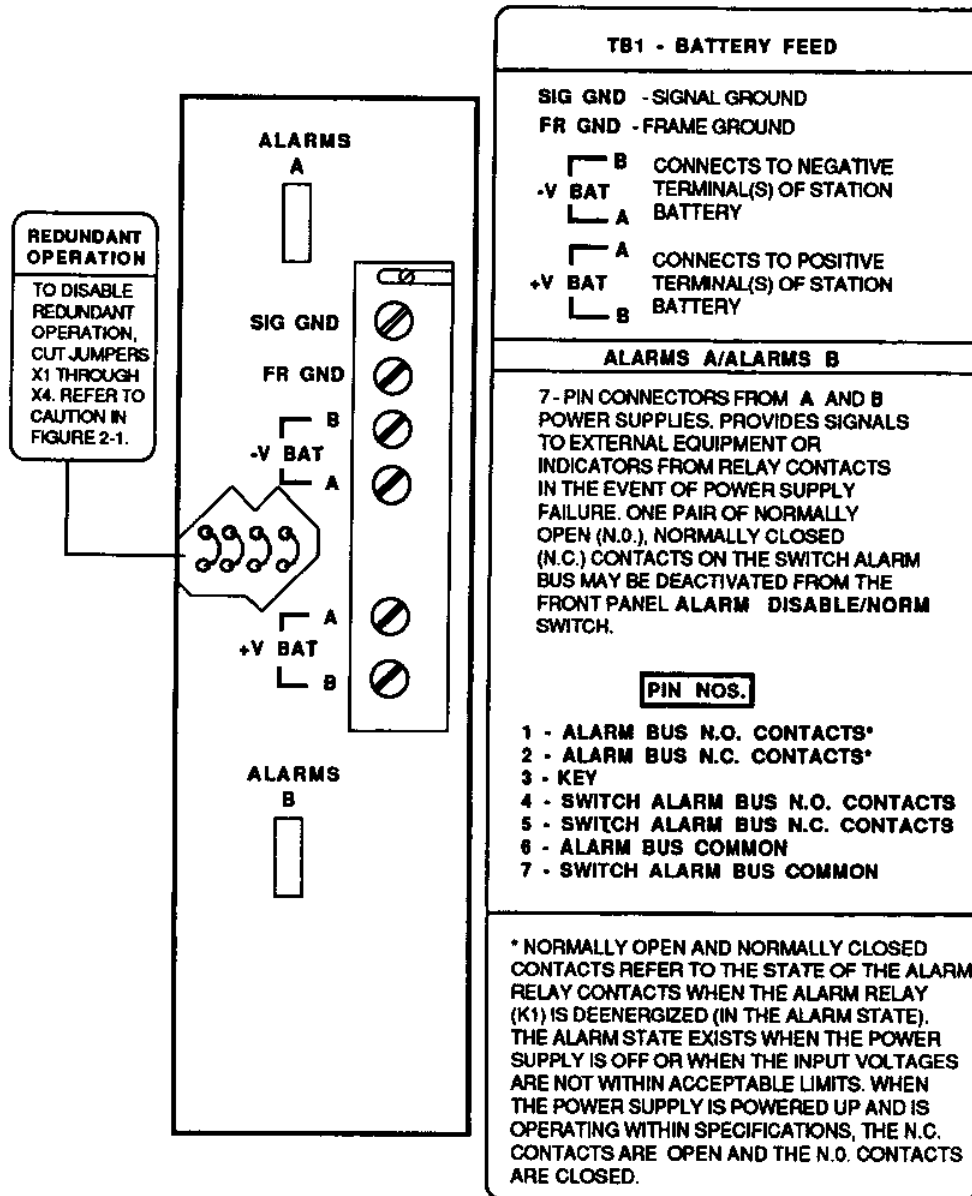 REDUNDANT
OPERATION
TO DISABLE
REDUNDANT
OPERATION,
CUT JUMPERS
X1 THROUGH
X4. REFER TO
CAUTION IN
FIGURE 2-1.
ALARMS
A
SIG GND
FR GND
B
-V BAT
A
A
+V BAT
B
ALARMS
B
TB1 - BATTERY FEED
SIG GND - SIGNAL GROUND
FR GND - FRAME GROUND
B
-V BAT
A
CONNECTS TO NEGATIVE
TERMINAL(S) OF STATION
BATTERY
A
+V BAT
B
CONNECTS TO POSITIVE
TERMINAL(S) OF STATION
BATTERY
ALARMS A/ALARMS B
7-PIN CONNECTORS FROM A AND B
POWER SUPPLIES. PROVIDES SIGNALS
TO EXTERNAL EQUIPMENT OR
INDICATORS FROM RELAY CONTACTS
IN THE EVENT OF POWER SUPPLY
FAILURE. ONE PAIR OF NORMALLY
OPEN (N.O.), NORMALLY CLOSED
(N.C.) CONTACTS ON THE SWITCH ALARM
BUS MAY BE DEACTIVATED FROM THE
FRONT PANEL ALARM DISABLE/NORM
SWITCH.
PIN NOS.
1 - ALARM BUS N.O. CONTACTS*
2 - ALARM BUS N.C. CONTACTS*
3 - KEY
4 - SWITCH ALARM BUS N.O. CONTACTS
5 - SWITCH ALARM BUS N.C. CONTACTS
6 - ALARM BUS COMMON
7 - SWITCH ALARM BUS COMMON
* NORMALLY OPEN AND NORMALLY CLOSED
CONTACTS REFER TO THE STATE OF THE ALARM
RELAY CONTACTS WHEN THE ALARM RELAY
(K1) IS DEENERGIZED (IN THE ALARM STATE).
THE ALARM STATE EXISTS WHEN THE POWER
SUPPLY IS OFF OR WHEN THE INPUT VOLTAGES
ARE NOT WITHIN ACCEPTABLE LIMITS. WHEN
THE POWER SUPPLY IS POWERED UP AND IS
OPERATING WITHIN SPECIFICATIONS, THE N.C.
CONTACTS ARE OPEN AND THE N.O. CONTACTS
ARE CLOSED.